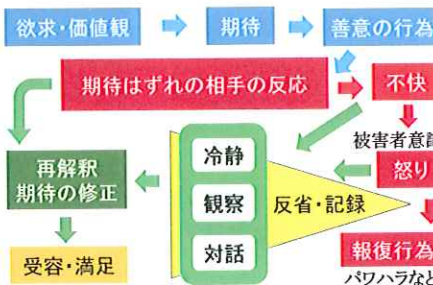 欲求・価値観
期待
善意の行為
期待はずれの相手の反応
不快
被害者意識
冷静
再解釈
期待の修正
観察
反省・記録
怒り
対話
受容・満足
報復行為
パワハラなど